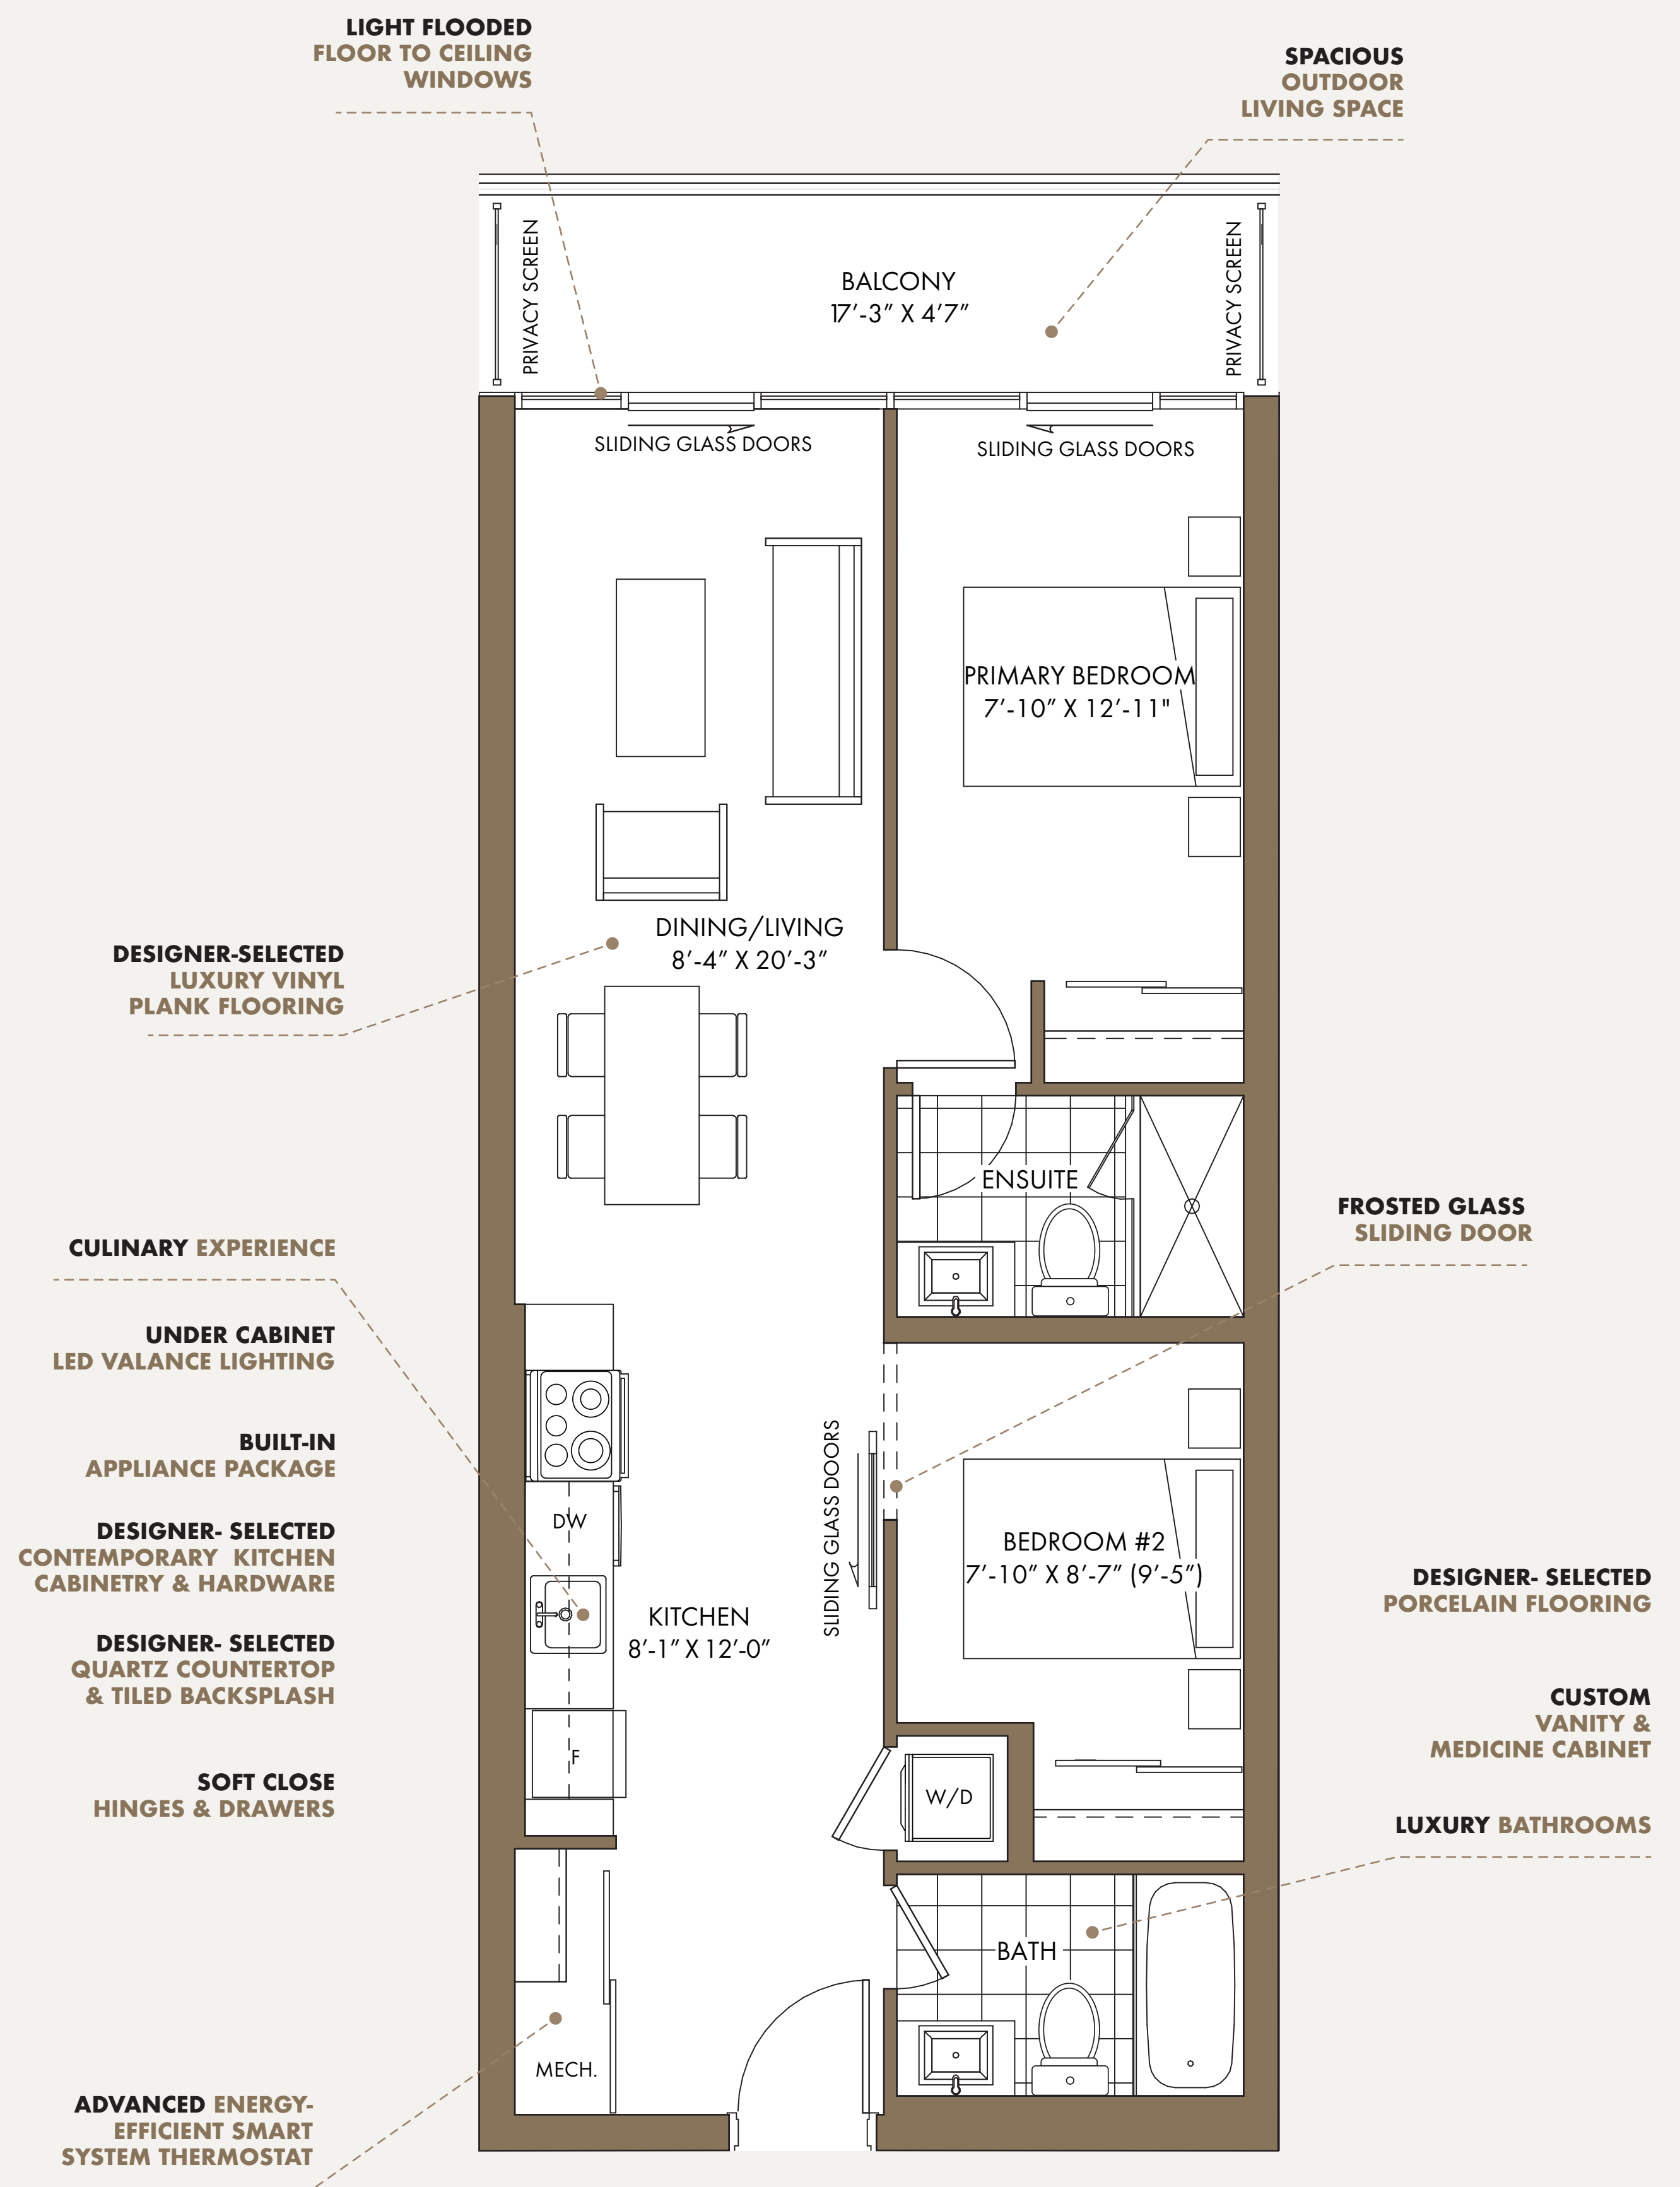 LIGHT FLOODED
FLOOR TO CEILING
WINDOWS
SPACIOUS
OUTDOOR
LIVING SPACE
PRIVACY SCREEN
BALCONY
17’-3” X 4’7”
PRIVACY SCREEN
SLIDING GLASS DOORS
SLIDING GLASS DOORS
PRIMARY BEDROOM
7’-10” X 12’-11"
DINING/LIVING
8’-4” X 20’-3”
DESIGNER-SELECTED
LUXURY VINYL
PLANK FLOORING
ENSUITE
FROSTED GLASS
SLIDING DOOR
CULINARY EXPERIENCE
UNDER CABINET
LED VALANCE LIGHTING
BUILT-IN
APPLIANCE PACKAGE
DESIGNER- SELECTED
CONTEMPORARY  KITCHEN
CABINETRY & HARDWARE
DESIGNER- SELECTED
QUARTZ COUNTERTOP
& TILED BACKSPLASH
SOFT CLOSE
HINGES & DRAWERS
DW
SLIDING GLASS DOORS
KITCHEN
8’-1” X 12’-0”
F
BEDROOM #2
7’-10” X 8’-7” (9’-5”)
DESIGNER- SELECTED
PORCELAIN FLOORING
CUSTOM
VANITY &
MEDICINE CABINET
LUXURY BATHROOMS
W/D
BATH
MECH.
ADVANCED ENERGY-
EFFICIENT SMART
SYSTEM THERMOSTAT